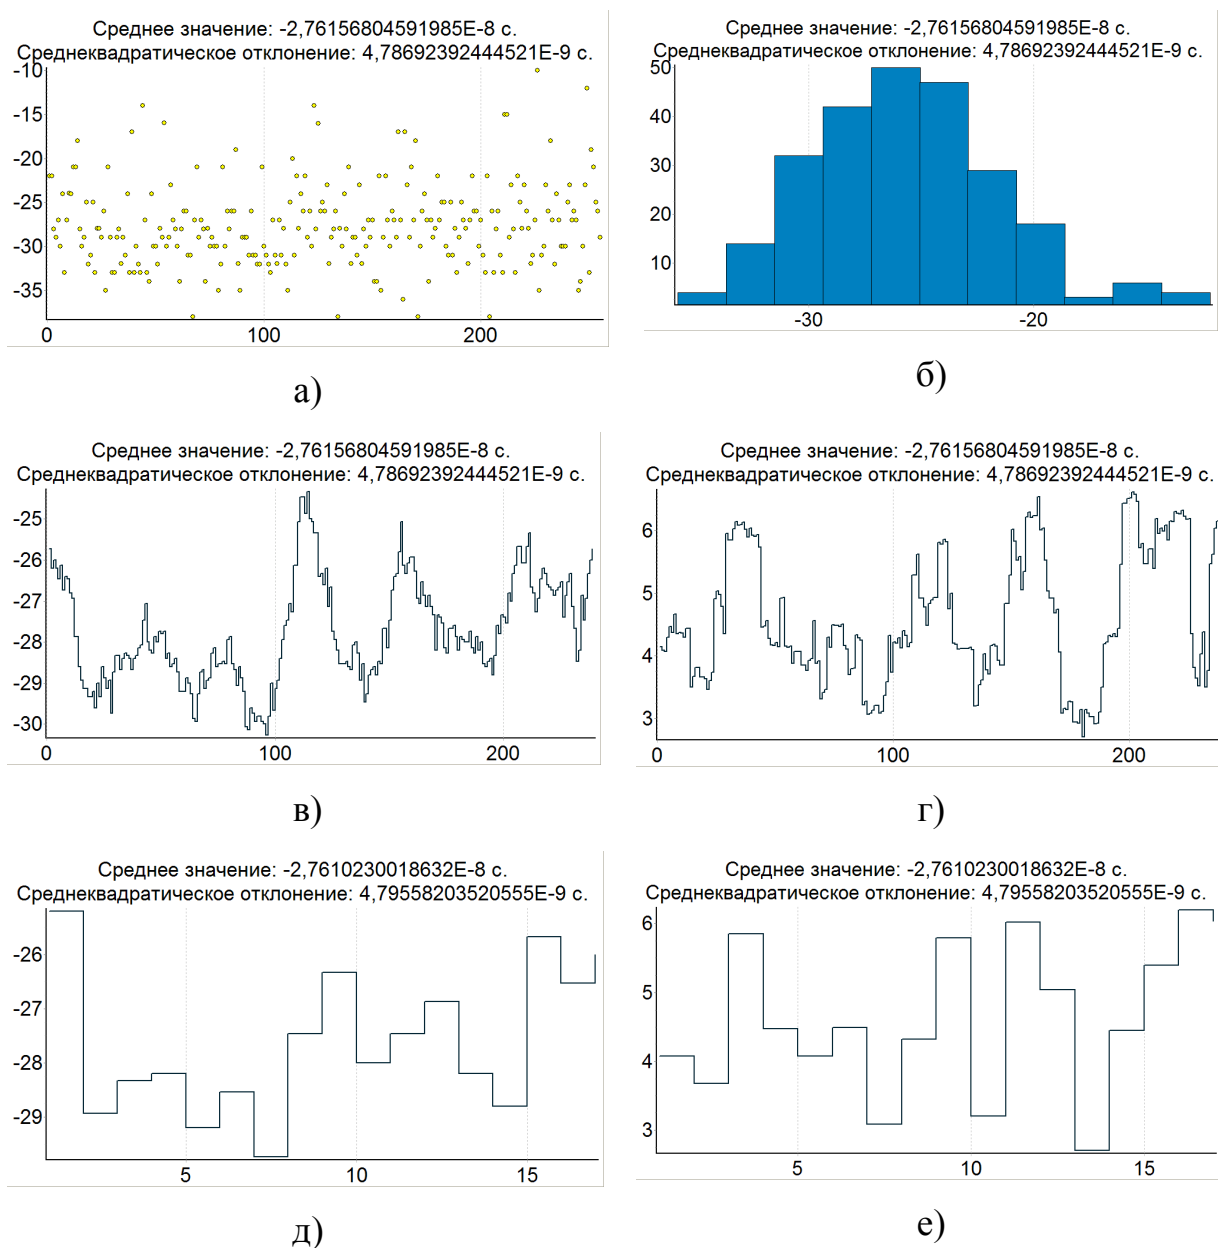 Среднее значение: -2,76156804591985E-8 с.
Среднеквадратическое отклонение: 4,78692392444521E-9 с.
-10
-15
-20
-25
-30
-35
0 100 200
а)
Среднее значение: -2,76156804591985E-8 с.
Среднеквадратическое отклонение: 4,78692392444521E-9 с.
50
40
30
20
10
-30 -20
б)
Среднее значение: -2,76156804591985E-8 с.
Среднеквадратическое отклонение: 4,78692392444521E-9 с.
-25
-26
-27
-28
-29
-30
0 100 200
в)
Среднее значение: -2,76156804591985E-8 с.
Среднеквадратическое отклонение: 4,78692392444521E-9 с.
6
5
4
3
0 100 200
г)
Среднее значение: -2,7610230018632E-8 с.
Среднеквадратическое отклонение: 4,79558203520555E-9 с.
-26
-27
-28
-29
5 10 15
д)
Среднее значение: -2,7610230018632E-8 с.
Среднеквадратическое отклонение: 4,79558203520555E-9 с.
6
5
4
3
5 10 15
е)